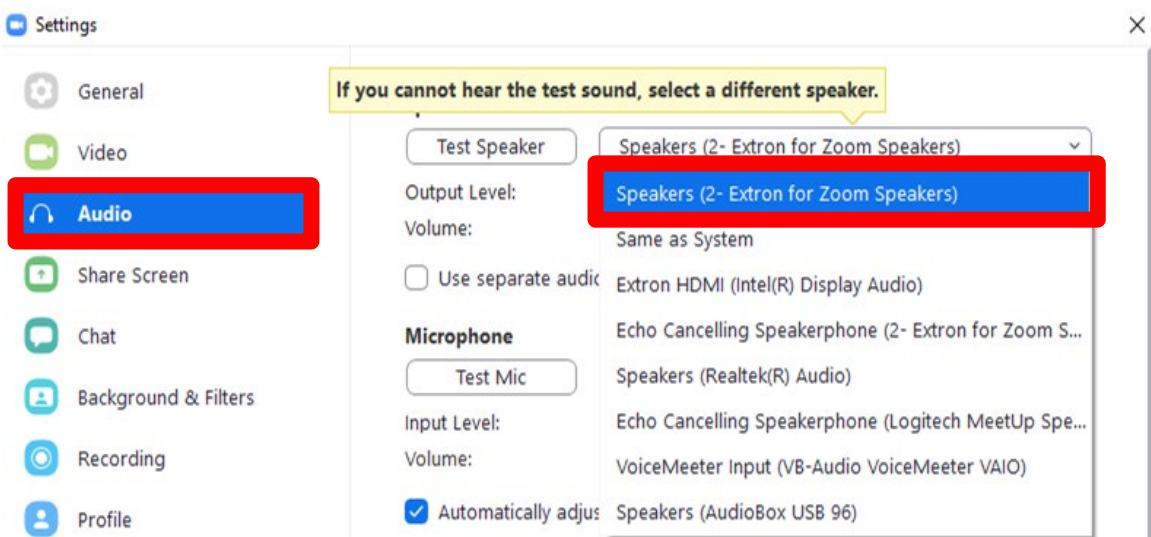 Settings
General
If you cannot hear the test sound, select a different speaker.
Video
Test Speaker
Speakers (2- Extron for Zoom Speakers)
Audio
Output Level:
Speakers (2- Extron for Zoom Speakers)
Volume:
Same as System
Share Screen
Use separate audio
Extron HDMI (Intel(R) Display Audio)
Chat
Microphone
Echo Cancelling Speakerphone (2- Extron for Zoom S...
Test Mic
Speakers (Realtek(R) Audio)
Background & Filters
Input Level:
Echo Cancelling Speakerphone (Logitech MeetUp Spe...
Recording
Volume:
VoiceMeeter Input (VB-Audio VoiceMeeter VAIO)
Profile
Automatically adjus
Speakers (AudioBox USB 96)